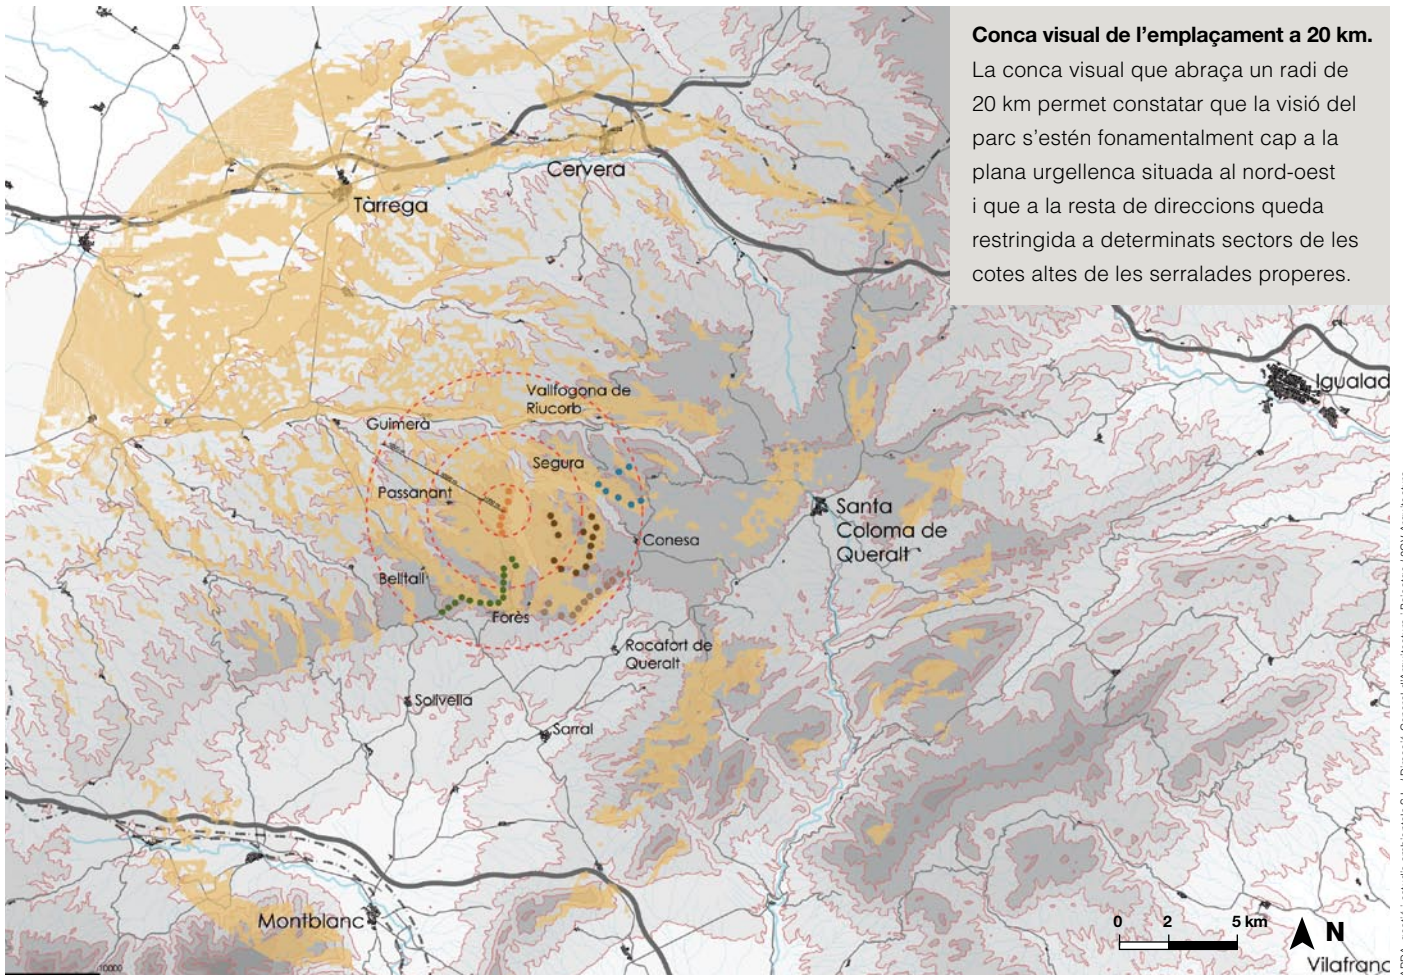 Conca visual de l’emplaçament a 20 km.
La conca visual que abraça un radi de
20 km permet constatar que la visió del
parc s’estén fonamentalment cap a la
plana urgellenca situada al nord-oest
i que a la resta de direccions queda
restringida a determinats sectors de les
cotes altes de les serralades properes.
Cervera
Tàrrega
Igualad
Vallfogona de
Riucorb
Guimerà
Segura
Passanant
Santa
Coloma de
Queralt
Conesa
Belltall
Forès
Rocafort de
Queralt
Solivella
Sarral
Montblanc
0 2 5 km
N
Vilafranc
10000